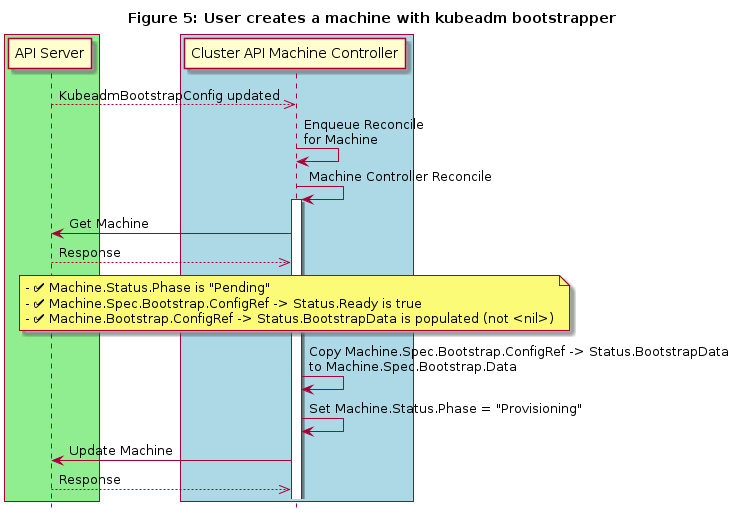 Figure 5: User creates a machine with kubeadm bootstrapper
API Server
Cluster API Machine Controller
KubeadmBootstrapConfig updated
Enqueue Reconcile
for Machine
Machine Controller Reconcile
Get Machine
Response
- ✔ Machine.Status.Phase is "Pending"
- ✔ Machine.Spec.Bootstrap.ConfigRef -> Status.Ready is true
- ✔ Machine.Bootstrap.ConfigRef -> Status.BootstrapData is populated (not <nil>)
Copy Machine.Spec.Bootstrap.ConfigRef -> Status.BootstrapData
to Machine.Spec.Bootstrap.Data
Set Machine.Status.Phase = "Provisioning"
Update Machine
Response